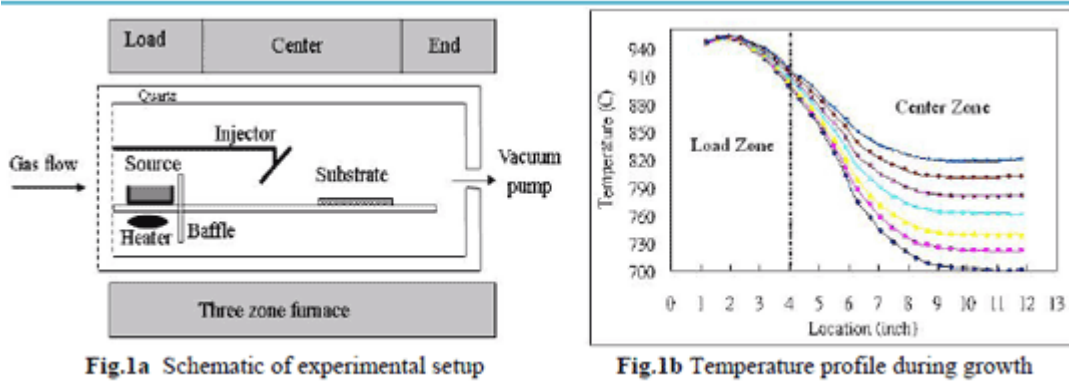 Load Center End
Quartz
Injector
Gas flow
Source
Substrate
Vacuum
pump
Heater
Baffle
Three zone furnace
Fig.1a Schematic of experimental setup
Temperature (C)
940
910
880
850
820
790
760
730
700
Load Zone
Center Zone
0 1 2 3 4 5 6 7 8 9 10 11 12 13
Location (inch)
Fig.1b Temperature profile during growth